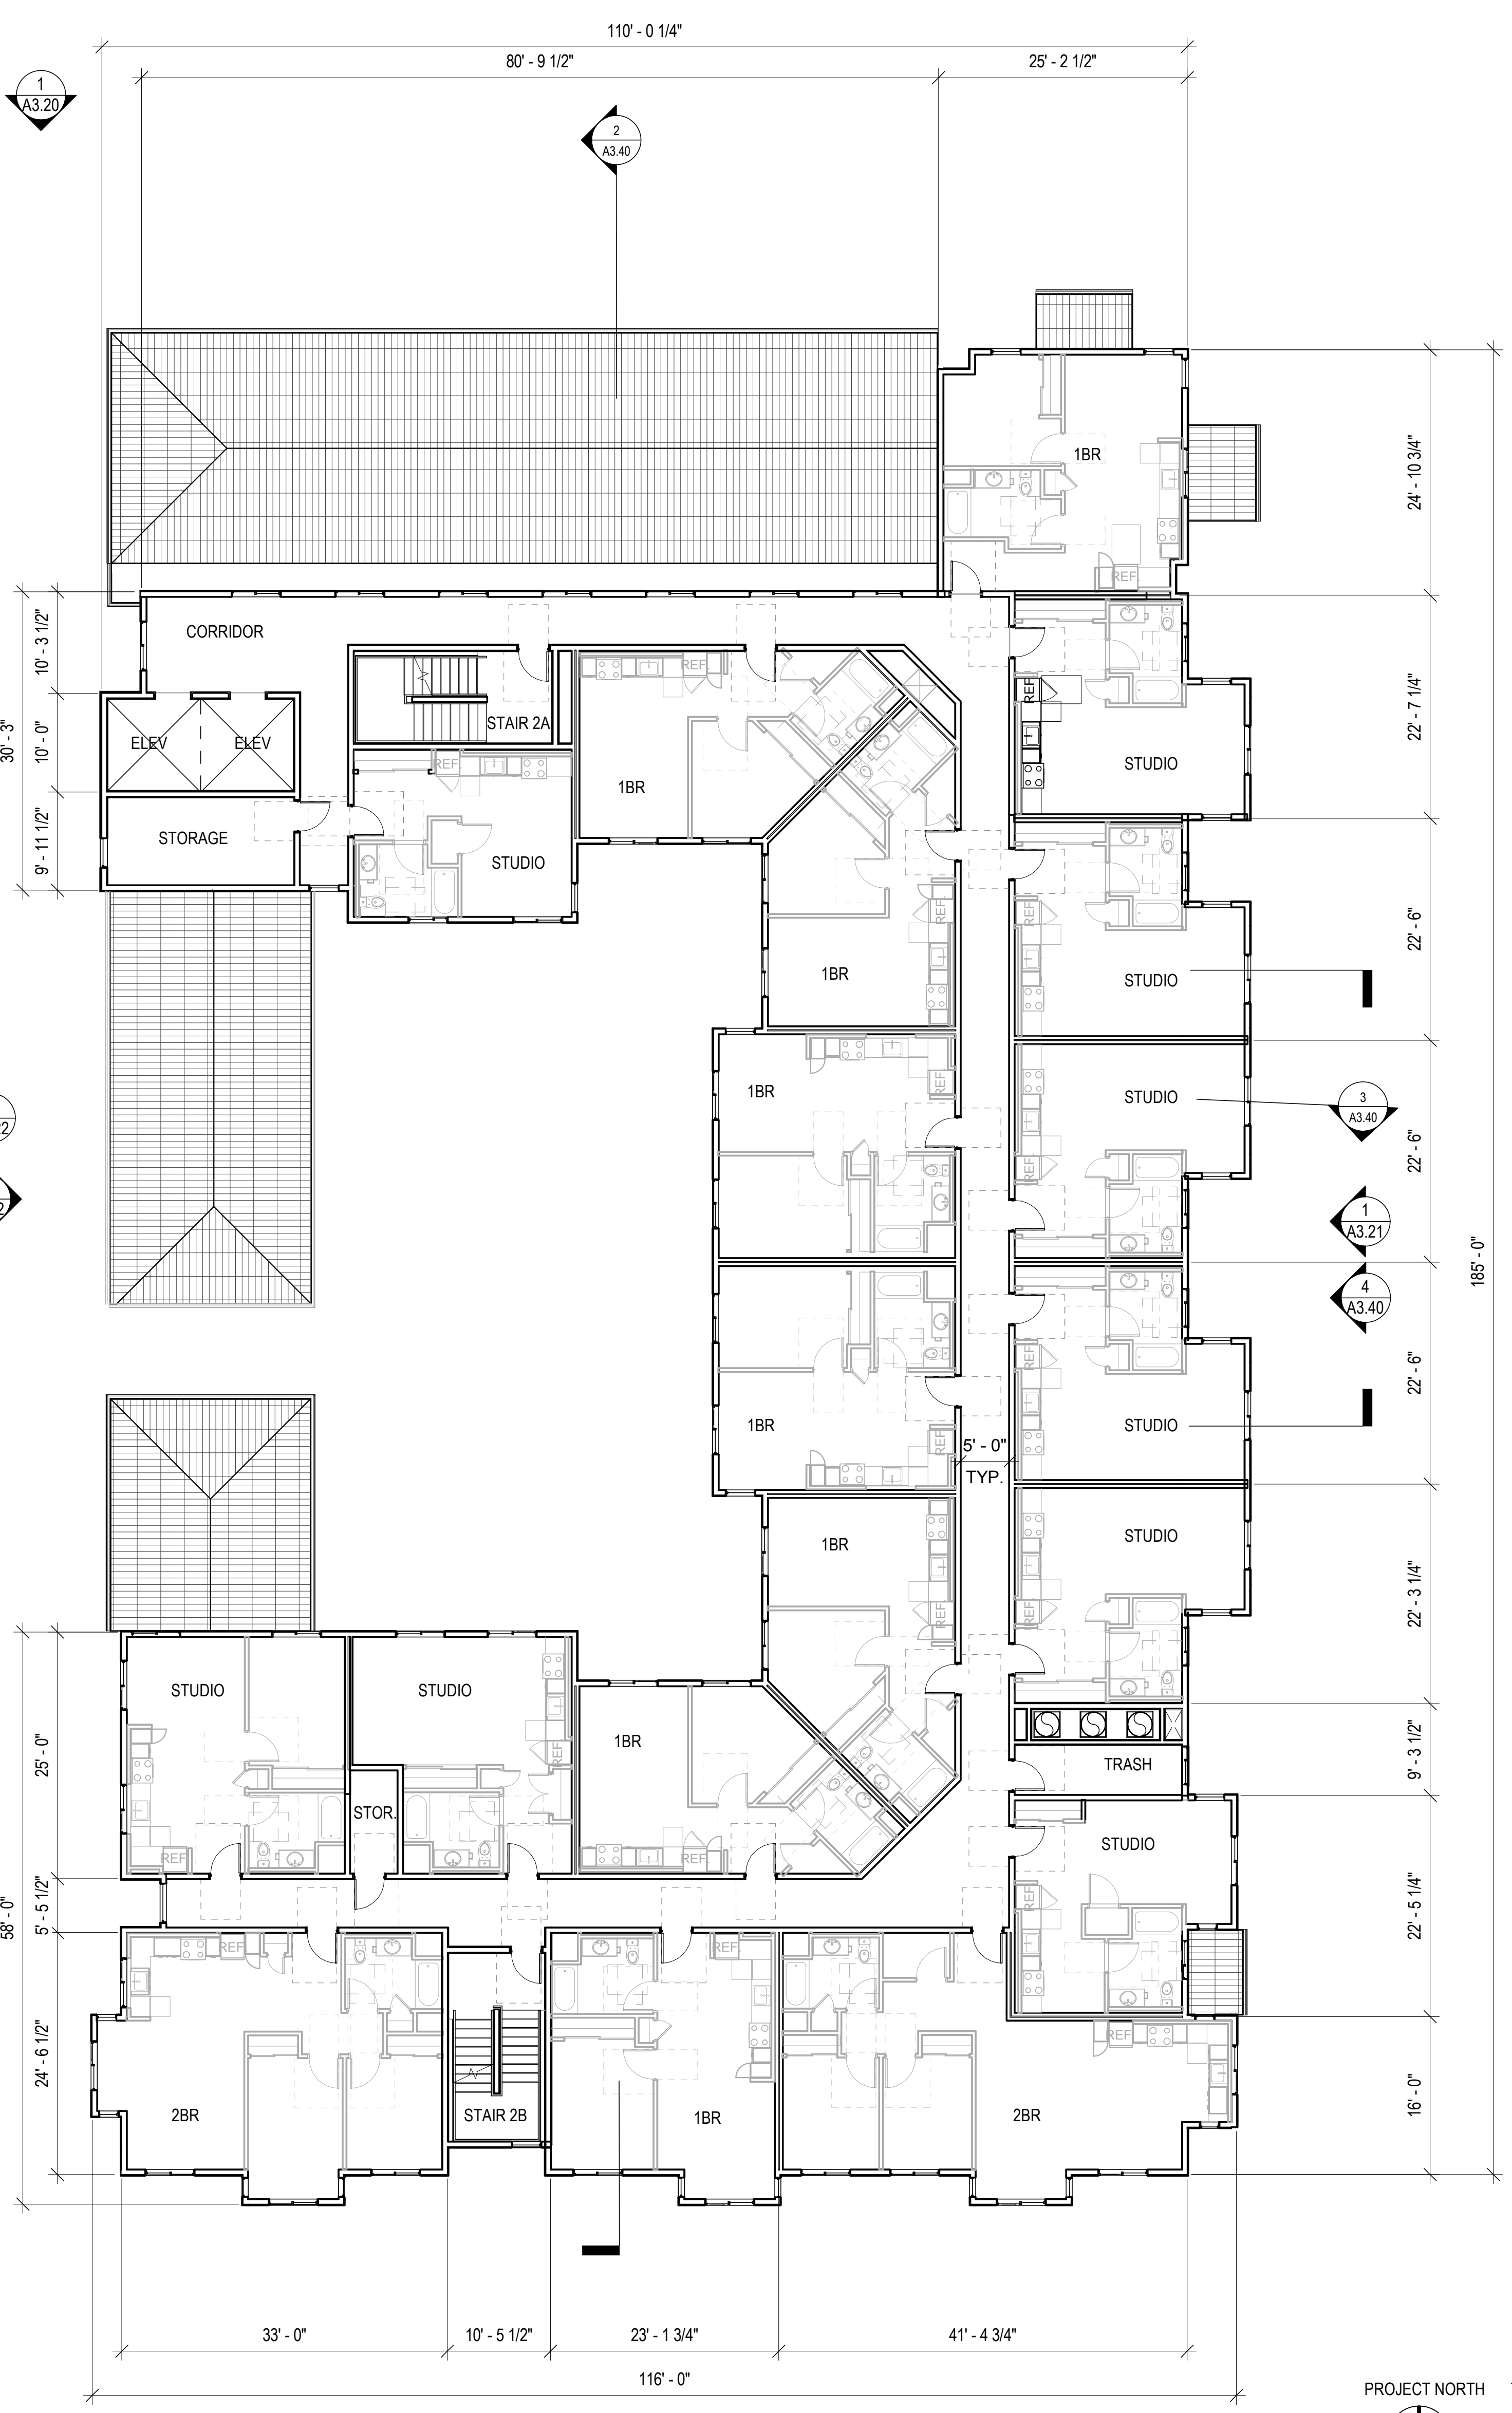 110' - 0 1/4"
80' - 9 1/2"
25' - 2 1/2"
1
A3.20
2
A3.40
1BR
24' - 10 3/4"
REF.
10' - 3 1/2"
CORRIDOR
STAIR 2A
REF.
REF.
22' - 7 1/4"
30' - 3"
10' - 0"
ELEV
ELEV
REF.
1BR
STUDIO
9' - 11 1/2"
STORAGE
STUDIO
REF.
REF.
22' - 6"
1BR
STUDIO
REF.
1BR
STUDIO
3
A3.40
22' - 6"
REF.
1
A3.21
185' - 0"
4
A3.40
REF.
22' - 6"
1BR
REF.
STUDIO
5' - 0"
TYP.
1BR
STUDIO
22' - 3 1/4"
REF.
REF.
STUDIO
STUDIO
1BR
25' - 0"
REF.
TRASH
9' - 3 1/2"
STOR.
STUDIO
REF.
REF.
REF.
58' - 0"
5' - 5 1/2"
22' - 5 1/4"
REF.
REF.
REF.
24' - 6 1/2"
16' - 0"
2BR
STAIR 2B
1BR
2BR
33' - 0"
10' - 5 1/2"
23' - 1 3/4"
41' - 4 3/4"
116' - 0"
PROJECT NORTH